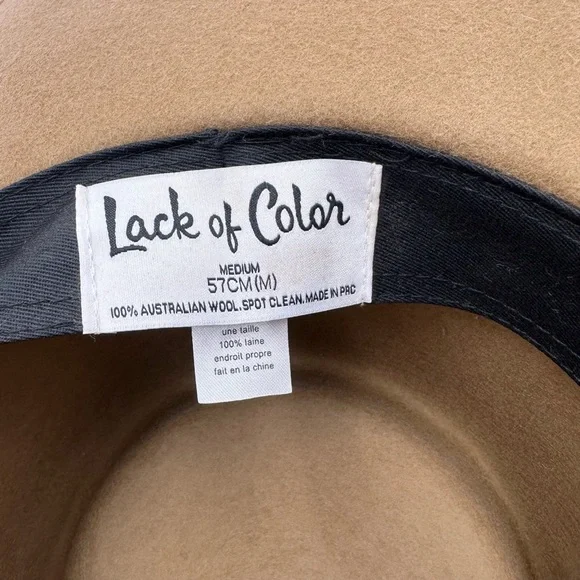 Lack of Color
MEDIUM
57CM(M)
100% AUSTRALIAN WOOL.SPOT CLEAN.MADE IN PRC
une taille
100% laine
endroit propre
fait en la chine